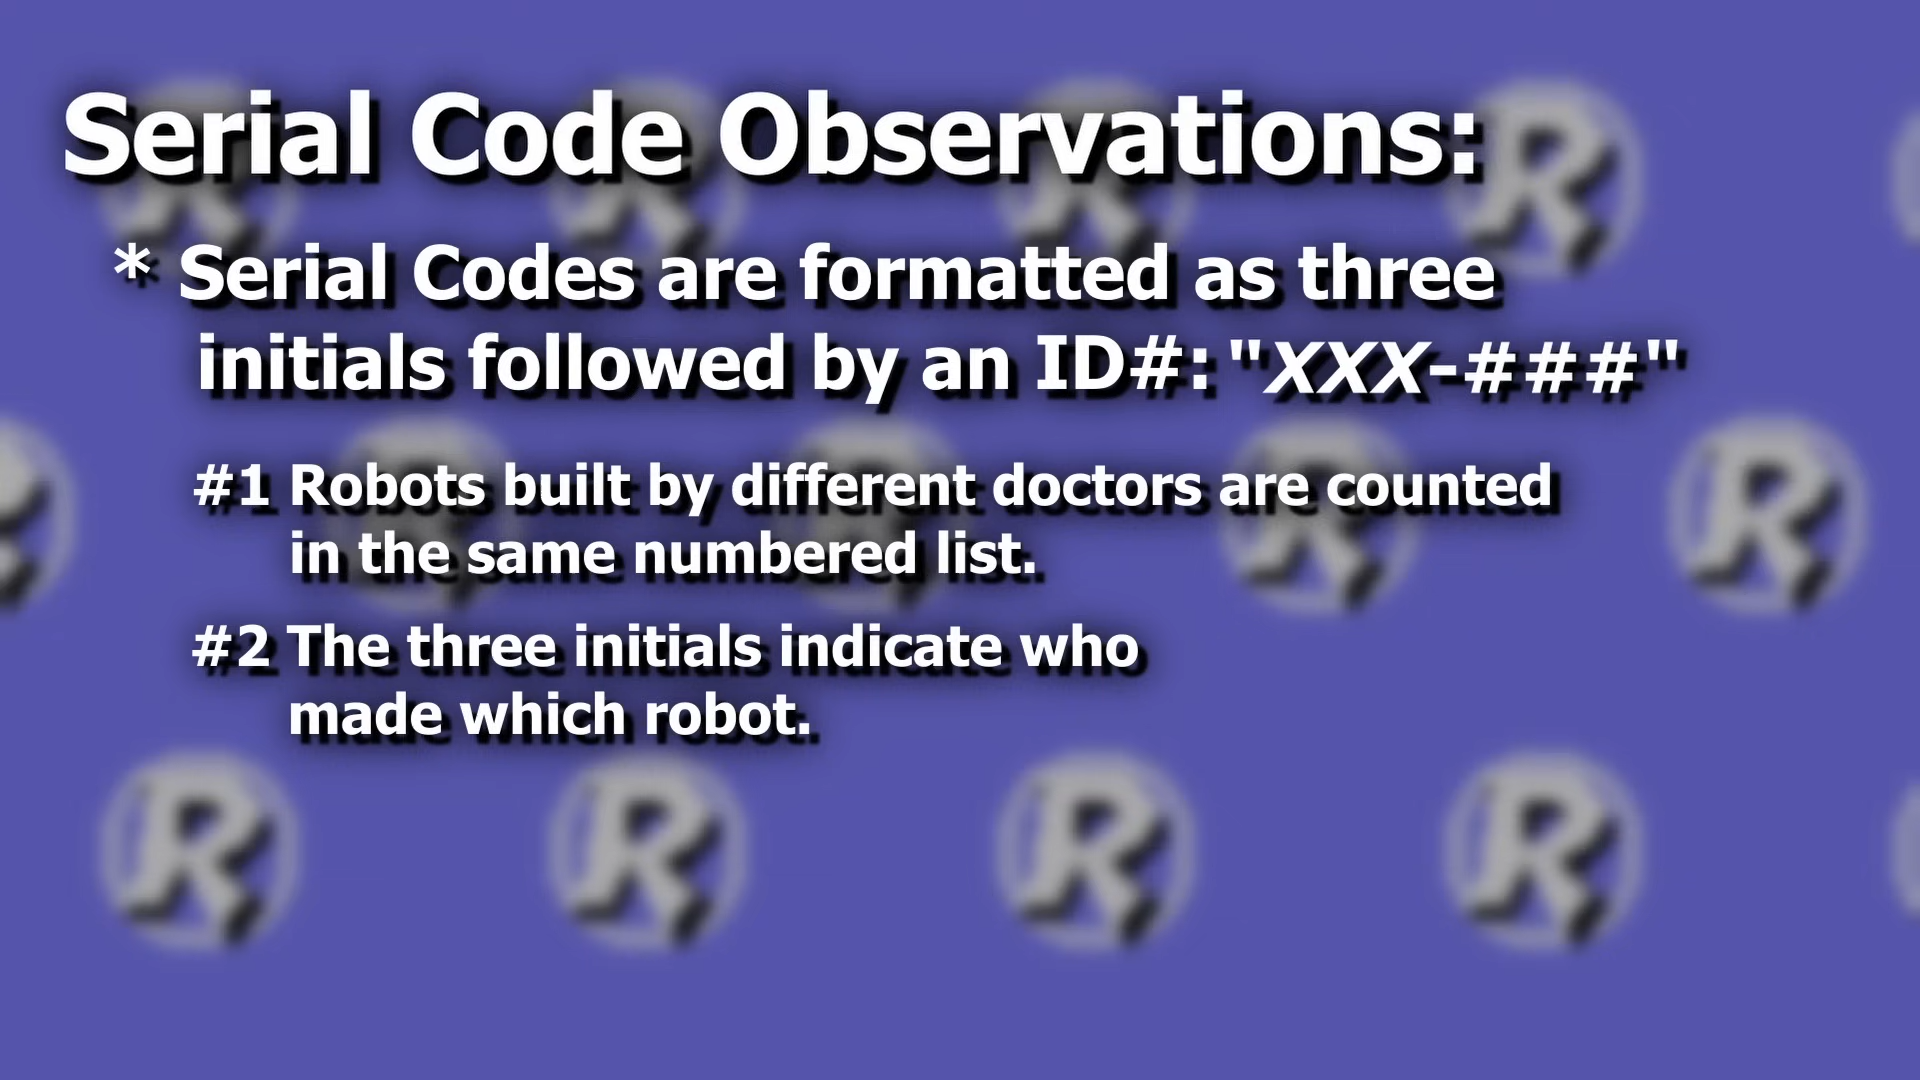 Serial Code Observations:
* Serial Codes are formatted as three
initials followed by an ID#: "XXX-###"
#1 Robots built by different doctors are counted
in the same numbered list.
#2 The three initials indicate who
made which robot.